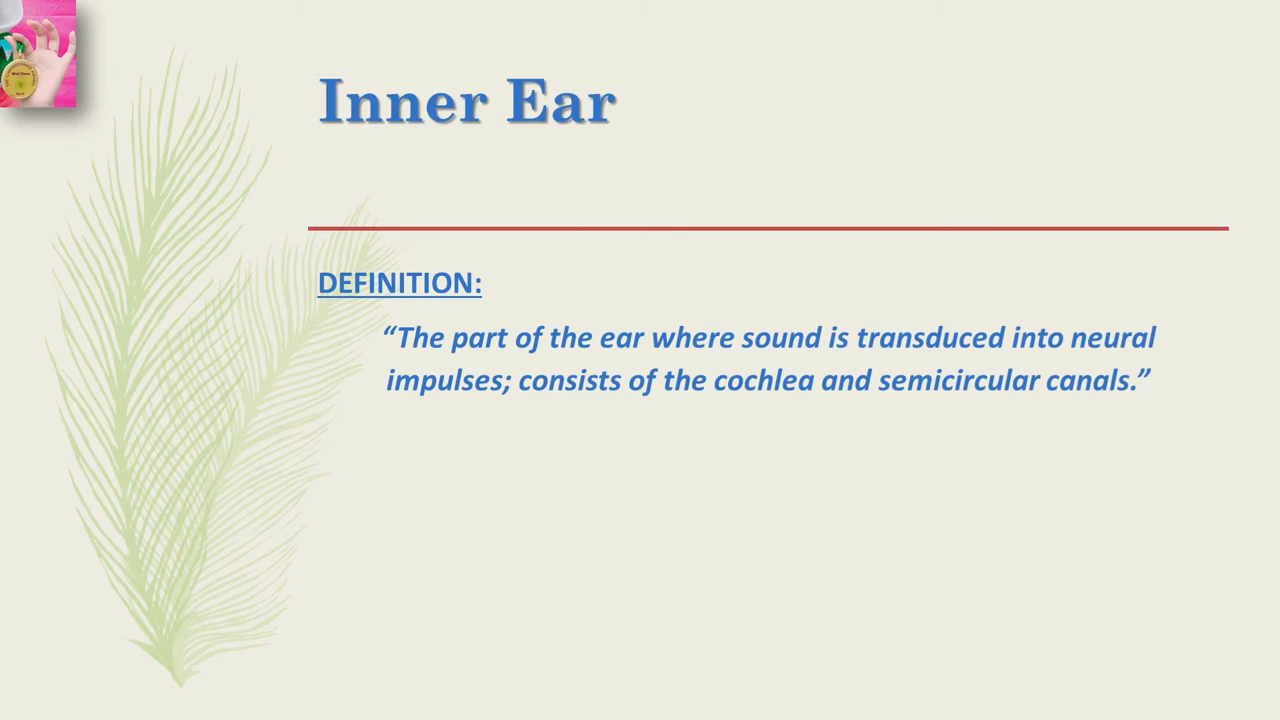 Inner Ear
DEFINITION:
“The part of the ear where sound is transduced into neural
impulses; consists of the cochlea and semicircular canals.”